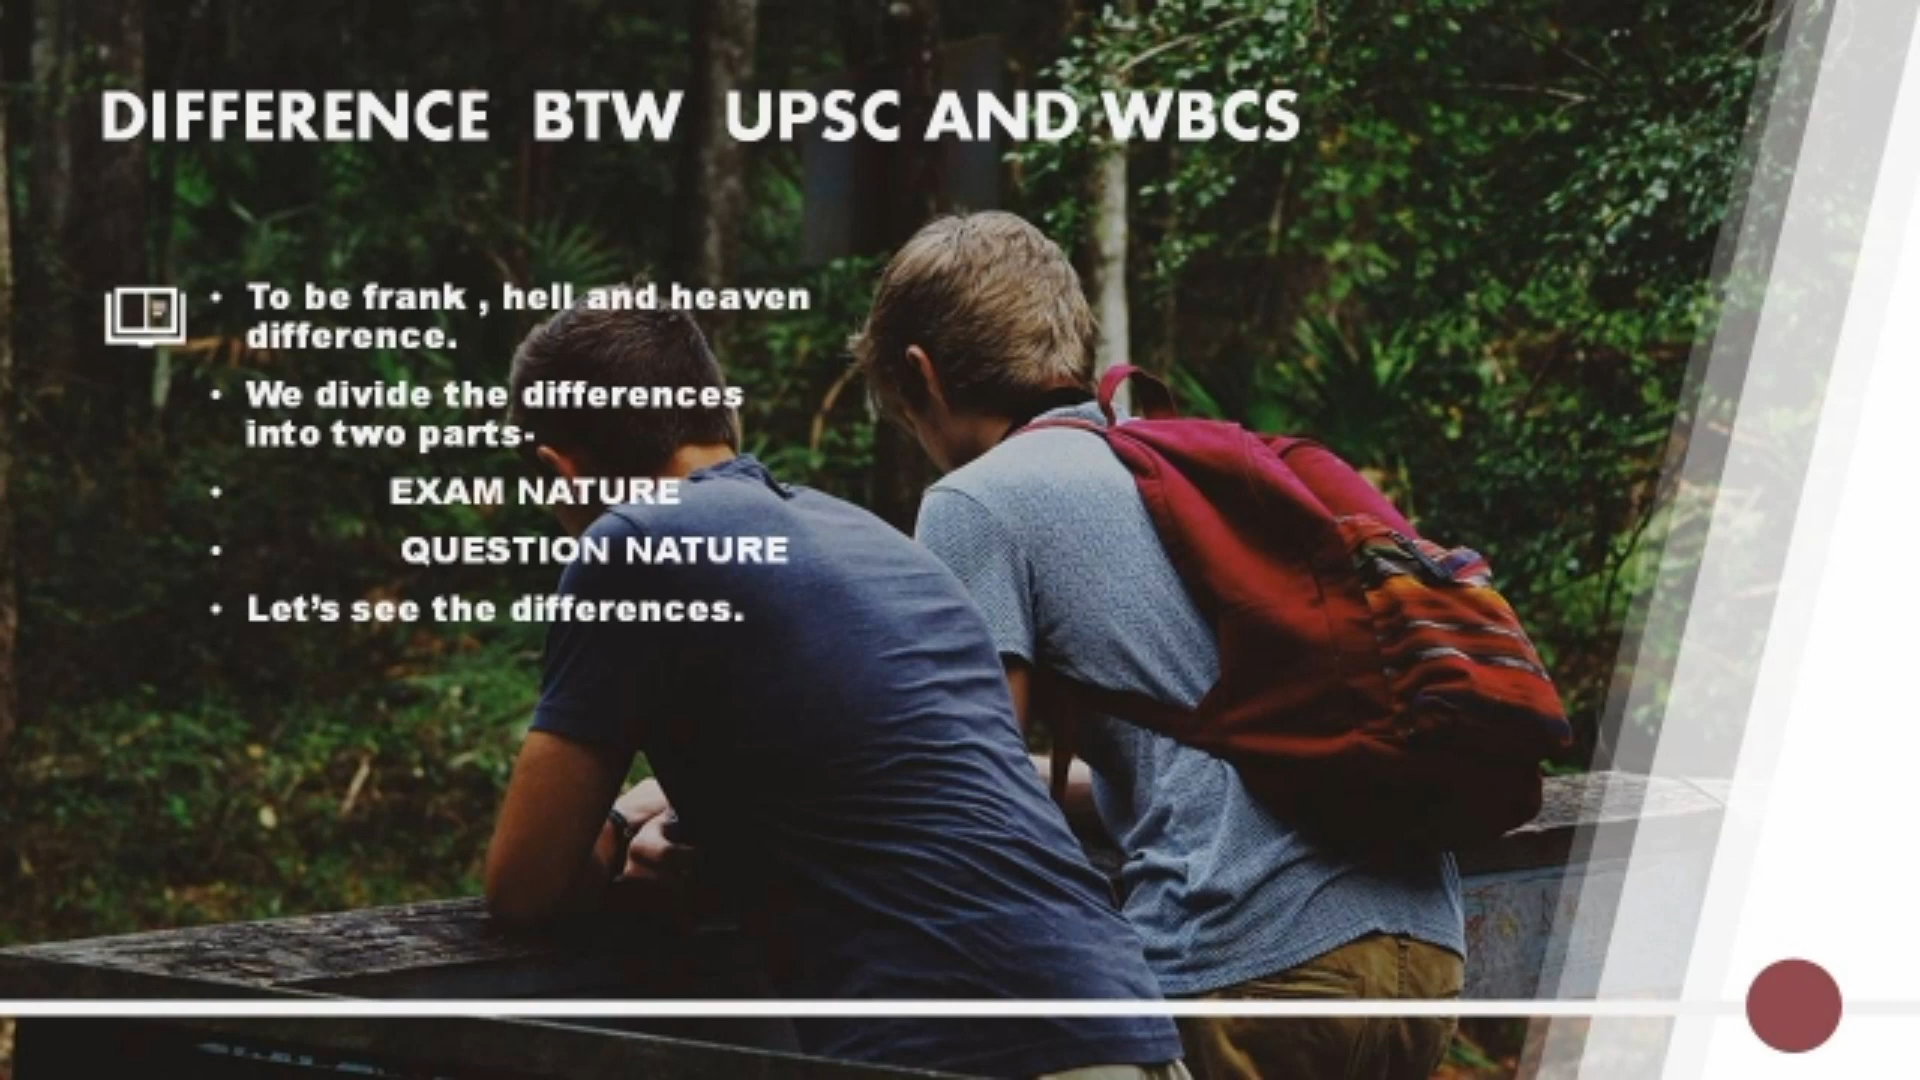 DIFFERENCE BTW UPSC AND WBCS
• To be frank , hell and heaven
difference.
• We divide the differences
into two parts-
• EXAM NATURE
• QUESTION NATURE
• Let’s see the differences.